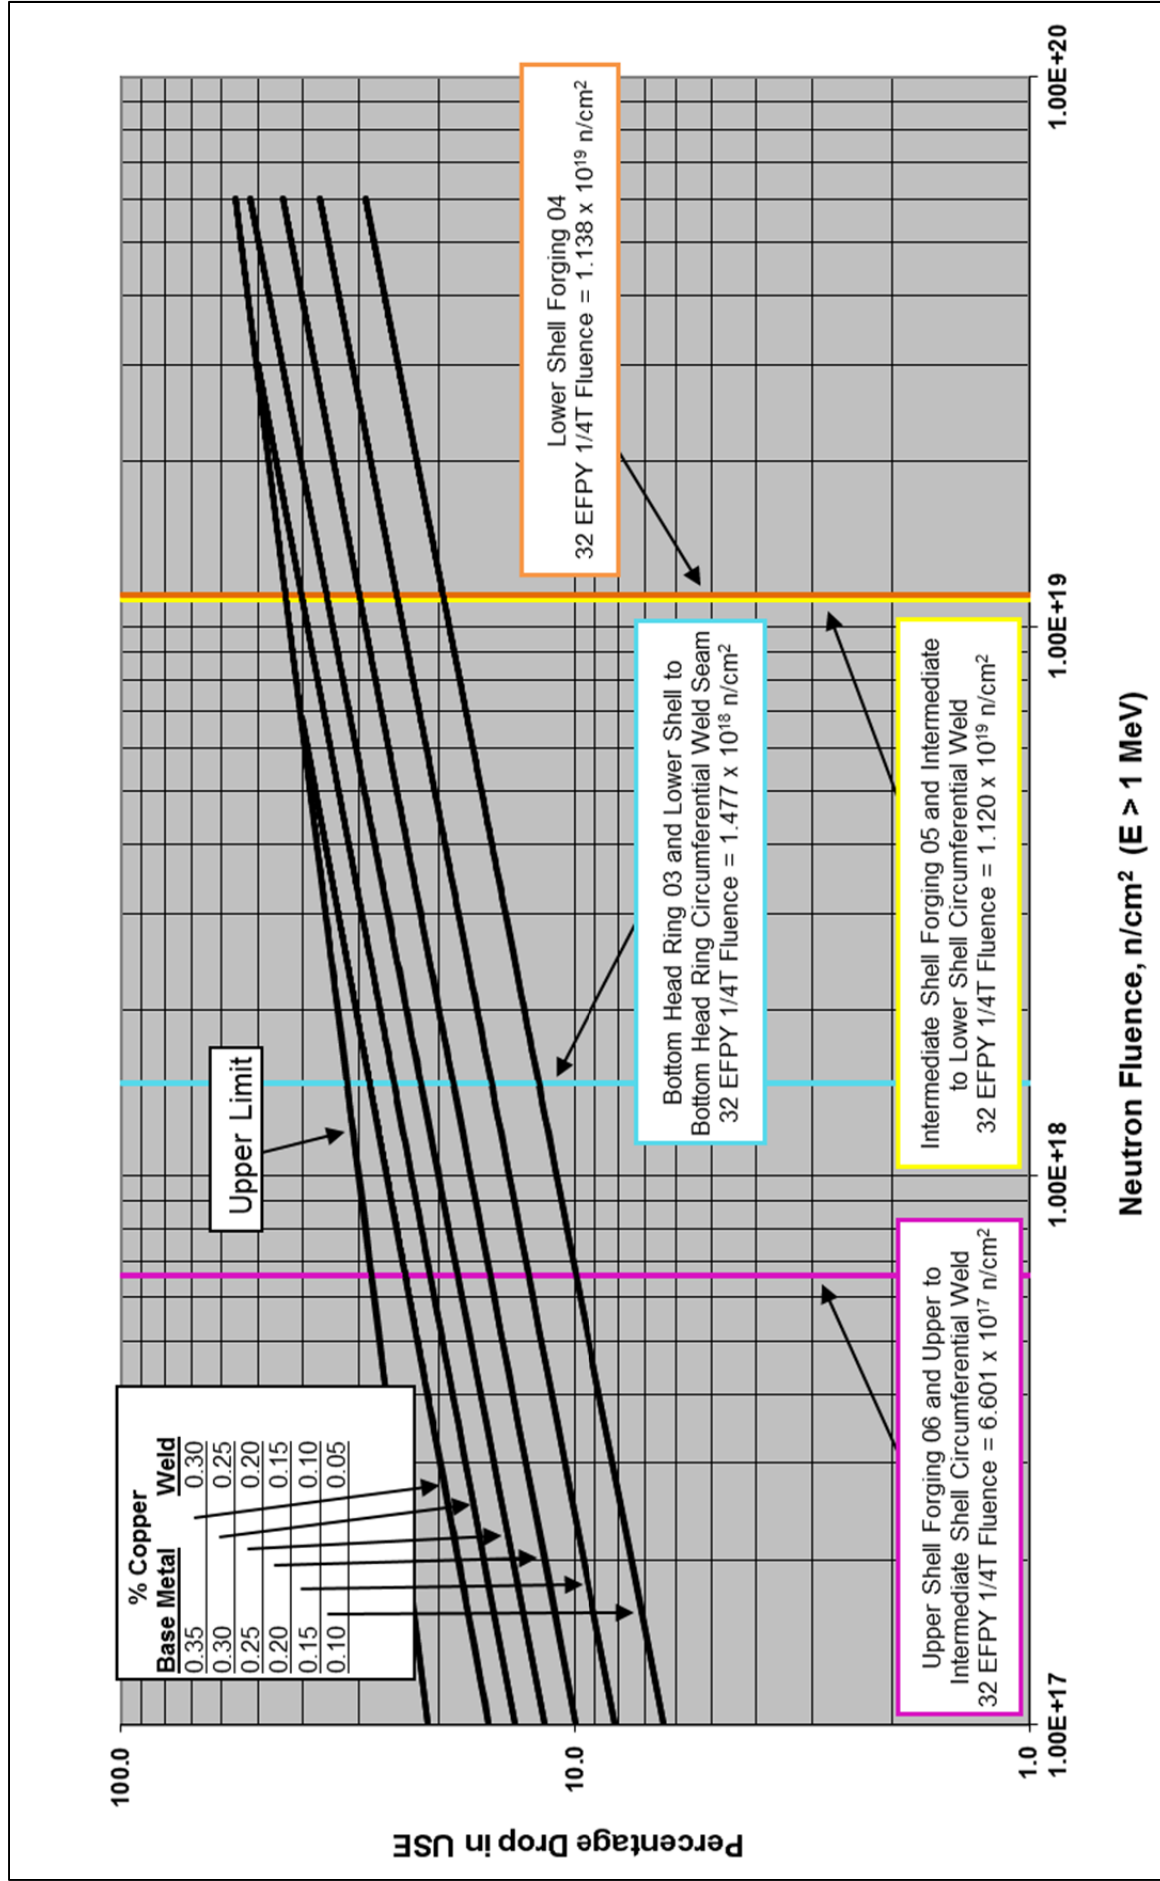 Percentage Drop in USE
100.0
10.0
1.0
% Copper
Base Metal Weld
0.35 0.30
0.30 0.25
0.25 0.20
0.20 0.15
0.15 0.10
0.10 0.05
Upper Limit
Lower Shell Forging 04
32 EFPY 1/4T Fluence = 1.138 x 10¹⁹ n/cm²
Bottom Head Ring 03 and Lower Shell to
Bottom Head Ring Circumferential Weld Seam
32 EFPY 1/4T Fluence = 1.477 x 10¹⁸ n/cm²
Upper Shell Forging 06 and Upper to
Intermediate Shell Circumferential Weld
32 EFPY 1/4T Fluence = 6.601 x 10¹⁷ n/cm²
Intermediate Shell Forging 05 and Intermediate
to Lower Shell Circumferential Weld
32 EFPY 1/4T Fluence = 1.120 x 10¹⁹ n/cm²
1.00E+17
1.00E+18
1.00E+19
1.00E+20
Neutron Fluence, n/cm² (E > 1 MeV)